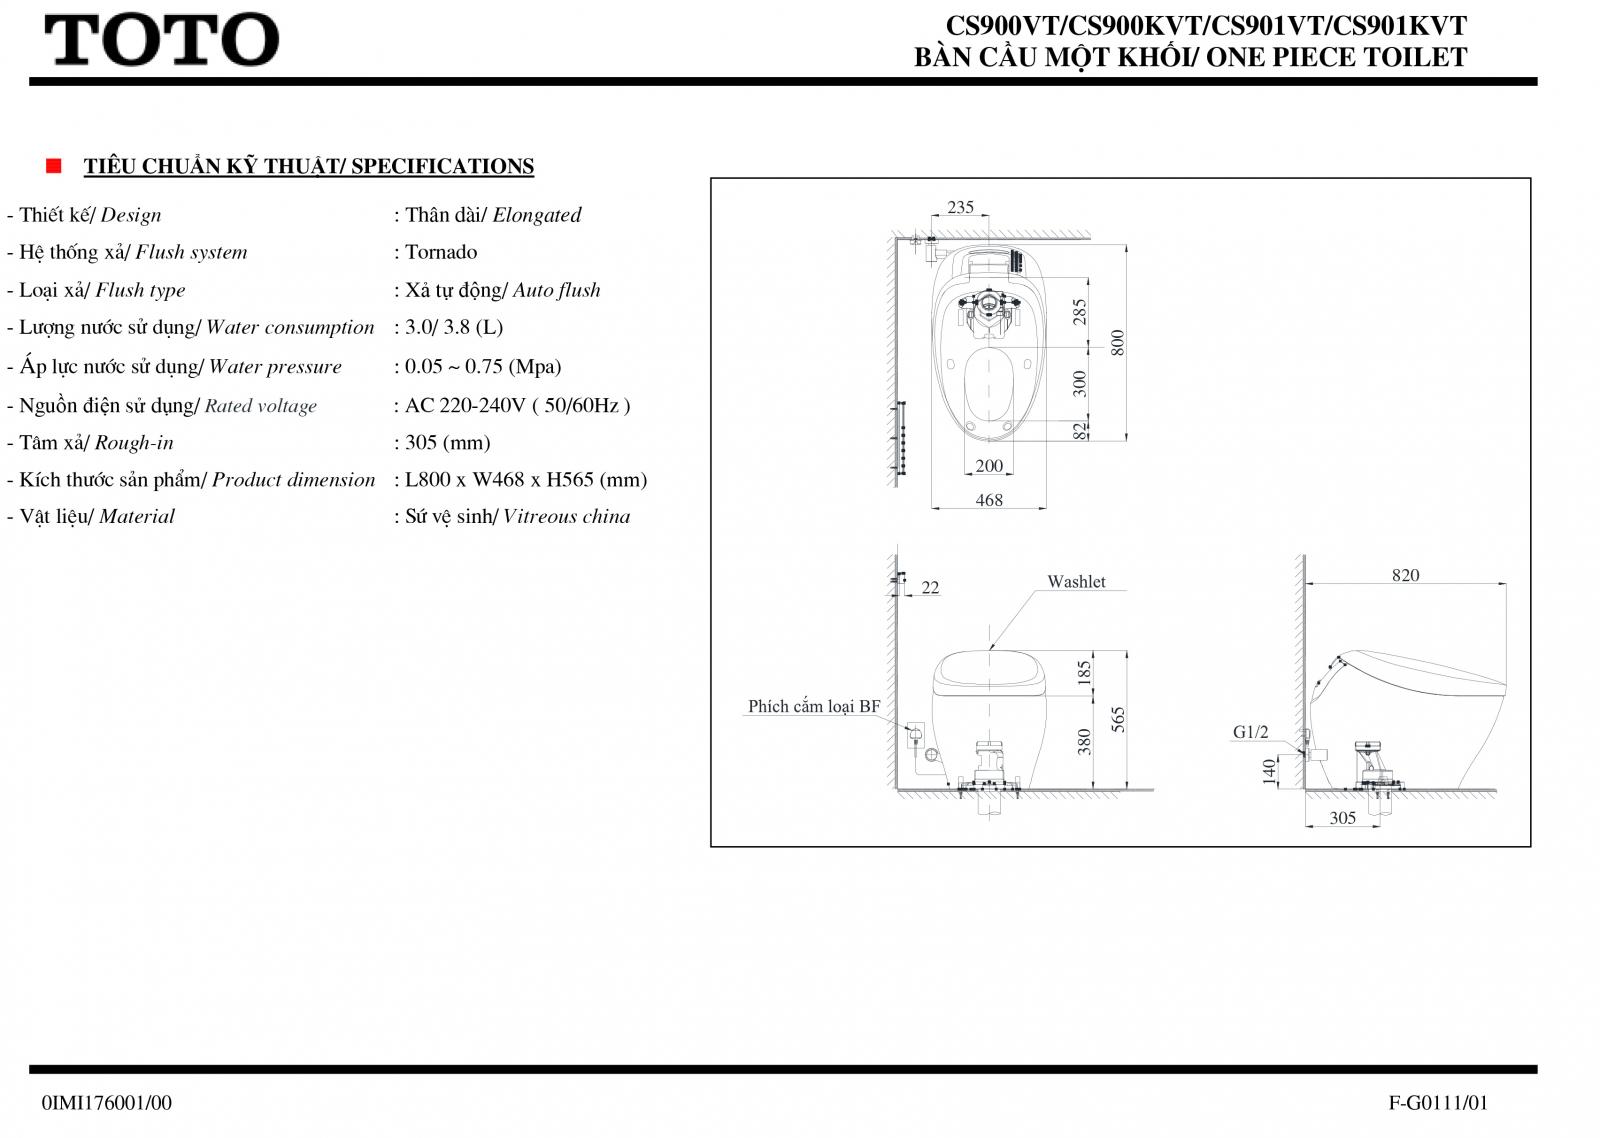 TOTO
CS900VT/CS900KVT/CS901VT/CS901KVT
BÀN CẦU MỘT KHỐI/ ONE PIECE TOILET
TIÊU CHUẨN KỸ THUẬT/ SPECIFICATIONS
- Thiết kế/ Design : Thân dài/ Elongated
- Hệ thống xả/ Flush system : Tornado
- Loại xả/ Flush type : Xả tự động/ Auto flush
- Lượng nước sử dụng/ Water consumption : 3.0/ 3.8 (L)
- Áp lực nước sử dụng/ Water pressure : 0.05 ~ 0.75 (Mpa)
- Nguồn điện sử dụng/ Rated voltage : AC 220-240V ( 50/60Hz )
- Tâm xả/ Rough-in : 305 (mm)
- Kích thước sản phẩm/ Product dimension : L800 x W468 x H565 (mm)
- Vật liệu/ Material : Sứ vệ sinh/ Vitreous china
235
285
800
300
82
200
468
22
Washlet
185
565
380
Phích cắm loại BF
820
G1/2
140
305
0IMI176001/00
F-G0111/01